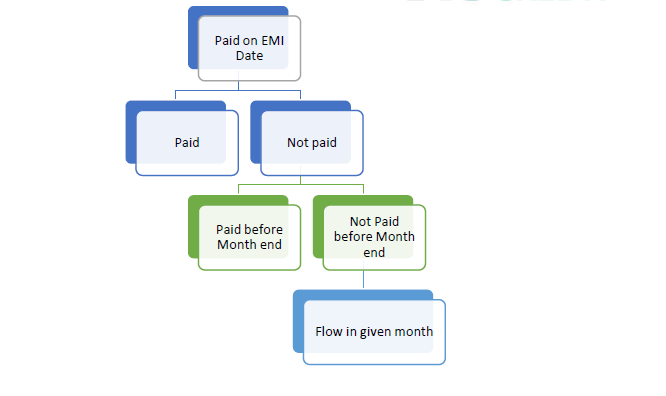 Paid on EMI
Date
Paid
Not paid
Paid before
Month end
Not Paid
before Month
end
Flow in given month